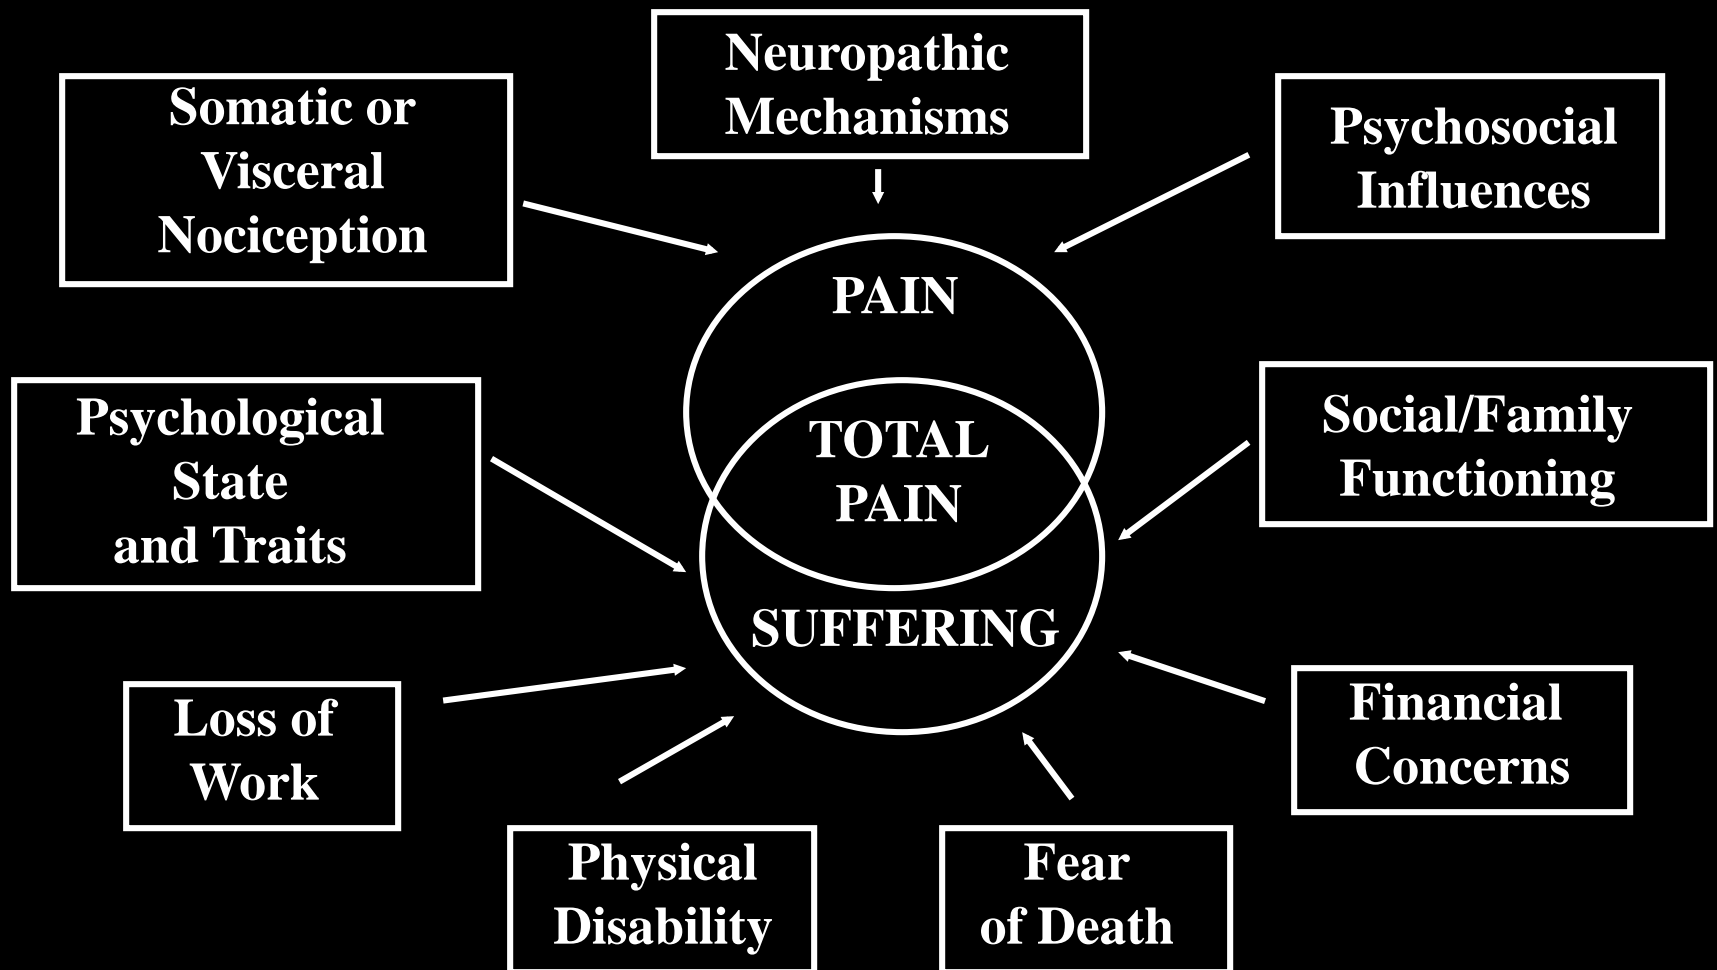 Neuropathic
Mechanisms
Somatic or
Visceral
Nociception
Psychosocial
Influences
PAIN
Psychological
State
and Traits
TOTAL
PAIN
Social/Family
Functioning
SUFFERING
Loss of
Work
Financial
Concerns
Physical
Disability
Fear
of Death